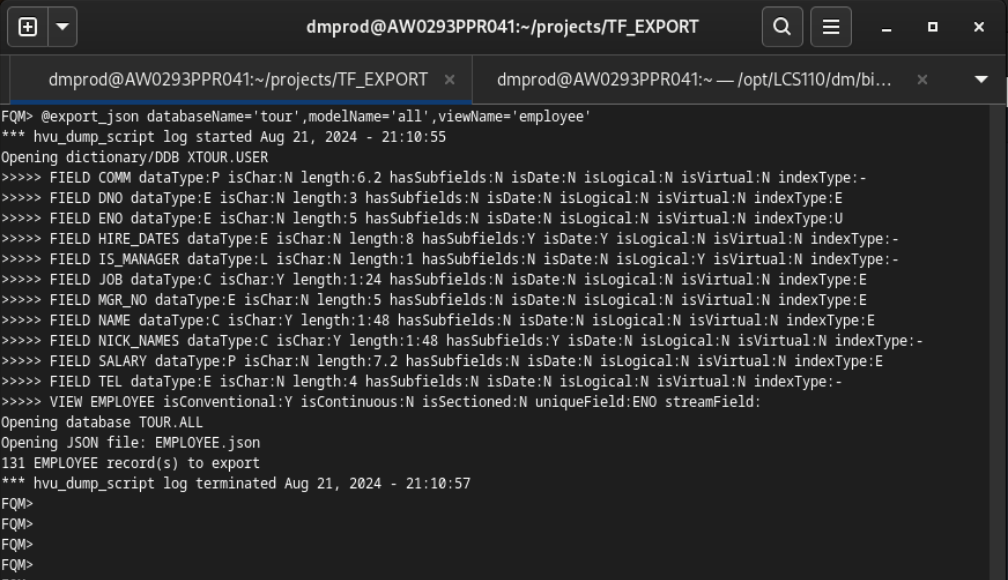 dmprod@AW0293PPR041:~/projects/TF_EXPORT
dmprod@AW0293PPR041:~/projects/TF_EXPORT
dmprod@AW0293PPR041:~ — /opt/LCS110/dm/bi...
FQM> @export_json databaseName='tour',modelName='all',viewName='employee'
*** hvu_dump_script log started Aug 21, 2024 - 21:10:55
Opening dictionary/DDB XTOUR.USER
>>>>> FIELD COMM dataType:P isChar:N length:6.2 hasSubfields:N isDate:N isLogical:N isVirtual:N indexType:-
>>>>> FIELD DNO dataType:E isChar:N length:3 hasSubfields:N isDate:N isLogical:N isVirtual:N indexType:E
>>>>> FIELD ENO dataType:E isChar:N length:5 hasSubfields:N isDate:N isLogical:N isVirtual:N indexType:U
>>>>> FIELD HIRE_DATES dataType:E isChar:N length:8 hasSubfields:Y isDate:Y isLogical:N isVirtual:N indexType:-
>>>>> FIELD IS_MANAGER dataType:L isChar:N length:1 hasSubfields:N isDate:N isLogical:Y isVirtual:N indexType:-
>>>>> FIELD JOB dataType:C isChar:Y length:1:24 hasSubfields:N isDate:N isLogical:N isVirtual:N indexType:E
>>>>> FIELD MGR_NO dataType:E isChar:N length:5 hasSubfields:N isDate:N isLogical:N isVirtual:N indexType:E
>>>>> FIELD NAME dataType:C isChar:Y length:1:48 hasSubfields:N isDate:N isLogical:N isVirtual:N indexType:E
>>>>> FIELD NICK_NAMES dataType:C isChar:Y length:1:48 hasSubfields:Y isDate:N isLogical:N isVirtual:N indexType:-
>>>>> FIELD SALARY dataType:P isChar:N length:7.2 hasSubfields:N isDate:N isLogical:N isVirtual:N indexType:E
>>>>> FIELD TEL dataType:E isChar:N length:4 hasSubfields:N isDate:N isLogical:N isVirtual:N indexType:-
>>>>> VIEW EMPLOYEE isConventional:Y isContinuous:N isSectioned:N uniqueField:ENO streamField:
Opening database TOUR.ALL
Opening JSON file: EMPLOYEE.json
131 EMPLOYEE record(s) to export
*** hvu_dump_script log terminated Aug 21, 2024 - 21:10:57
FQM>
FQM>
FQM>
FQM>